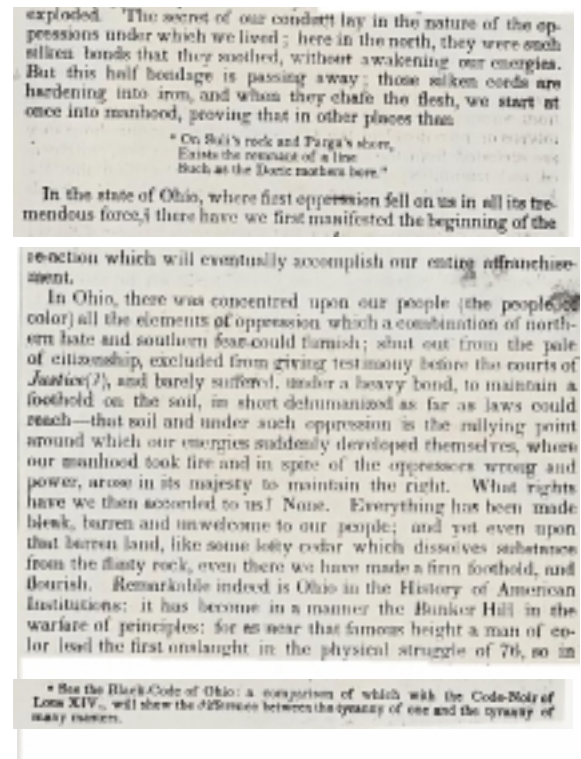 exploded. The secret of our conduct lay in the nature of the op-
pressions under which we lived; here in the north, they were such
silken bonds that they soothed, without awakening our energies.
But this half bondage is passing away; those silken cords are
hardening into iron, and when they chafe the flesh, we start at
once into manhood, proving that in other places than
" On Suli's rock and Parga's shore,
Exists the remnant of a line
Such as the Doric mothers bore."
In the state of Ohio, where first oppression fell on us in all its tre-
mendous force, there have we first manifested the beginning of the
re-action which will eventually accomplish our entire affranchise-
ment.
In Ohio, there was concentred upon our people (the people of
color) all the elements of oppression which a combination of north-
ern hate and southern fear could furnish; shut out from the pale
of citizenship, excluded from giving testimony before the courts of
Justice(?), and barely suffered, under a heavy bond, to maintain a
foothold on the soil, in short dehumanized as far as laws could
reach—that soil and under such oppression is the rallying point
around which our energies suddenly developed themselves, where
our manhood took fire and in spite of the oppressors wrong and
power, arose in its majesty to maintain the right. What rights
have we then accorded to us? None. Everything has been made
bleak, barren and unwelcome to our people; and yet even upon
that barren land, like some lofty cedar which dissolves substance
from the flinty rock, even there we have made a firm foothold, and
flourish. Remarkable indeed is Ohio in the History of American
Institutions: it has become in a manner the Bunker Hill in the
warfare of principles: for as near that famous height a man of co-
lor lead the first onslaught in the physical struggle of 76, so in
* See the Black Code of Ohio: a comparison of which with the Code-Noir of
Louis XIV., will shew the difference between the tyranny of one and the tyranny of
many masters.